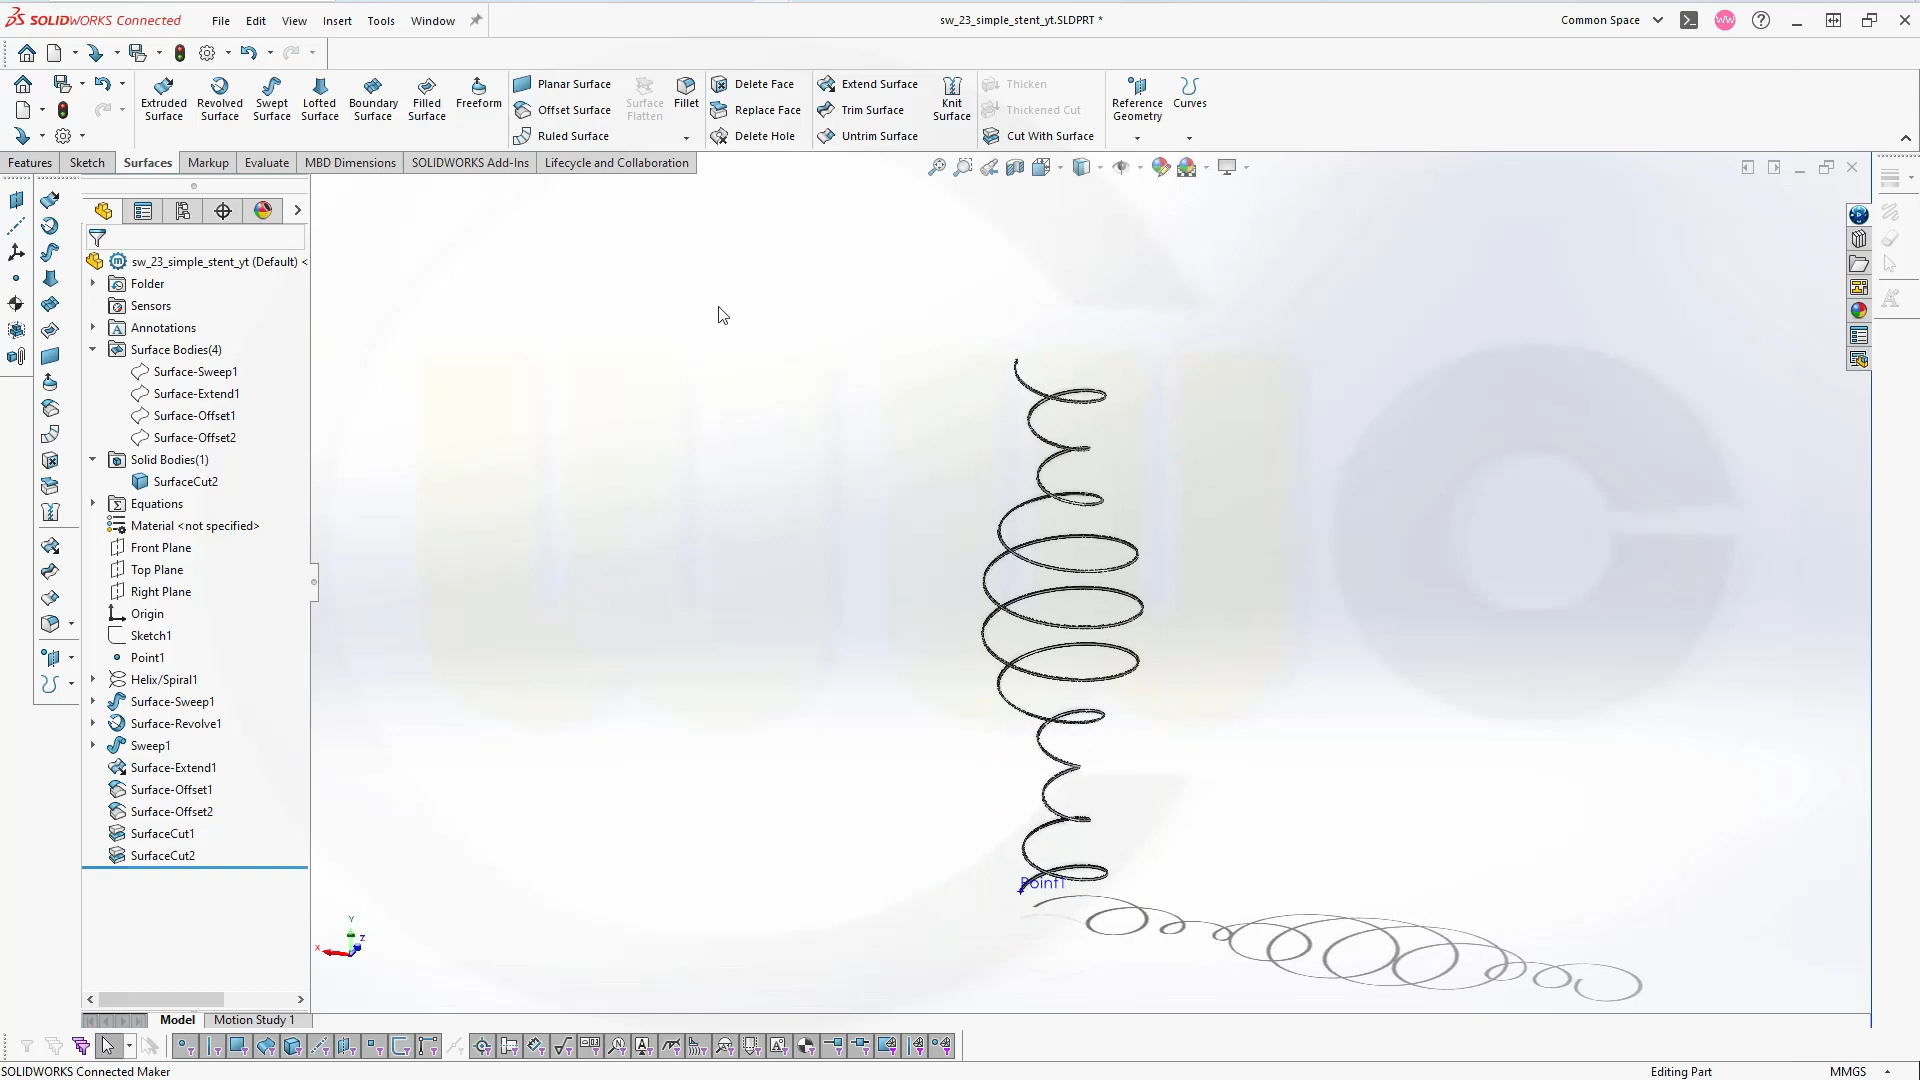 SOLIDWORKS Connected
File
Edit
View
Insert
Tools
Window
sw_23_simple_stent_yt.SLDPRT *
Common Space
WW
Extruded Surface
Revolved Surface
Swept Surface
Lofted Surface
Boundary Surface
Filled Surface
Freeform
Planar Surface
Offset Surface
Ruled Surface
Surface Flatten
Fillet
Delete Face
Replace Face
Delete Hole
Extend Surface
Trim Surface
Untrim Surface
Knit Surface
Thicken
Thickened Cut
Cut With Surface
Reference Geometry
Curves
Features
Sketch
Surfaces
Markup
Evaluate
MBD Dimensions
SOLIDWORKS Add-Ins
Lifecycle and Collaboration
sw_23_simple_stent_yt (Default) <
Folder
Sensors
Annotations
Surface Bodies(4)
Surface-Sweep1
Surface-Extend1
Surface-Offset1
Surface-Offset2
Solid Bodies(1)
SurfaceCut2
Equations
Material <not specified>
Front Plane
Top Plane
Right Plane
Origin
Sketch1
Point1
Helix/Spiral1
Surface-Sweep1
Surface-Revolve1
Sweep1
Surface-Extend1
Surface-Offset1
Surface-Offset2
SurfaceCut1
SurfaceCut2
Point1
Y
X
Z
Model
Motion Study 1
SOLIDWORKS Connected Maker
Editing Part
MMGS